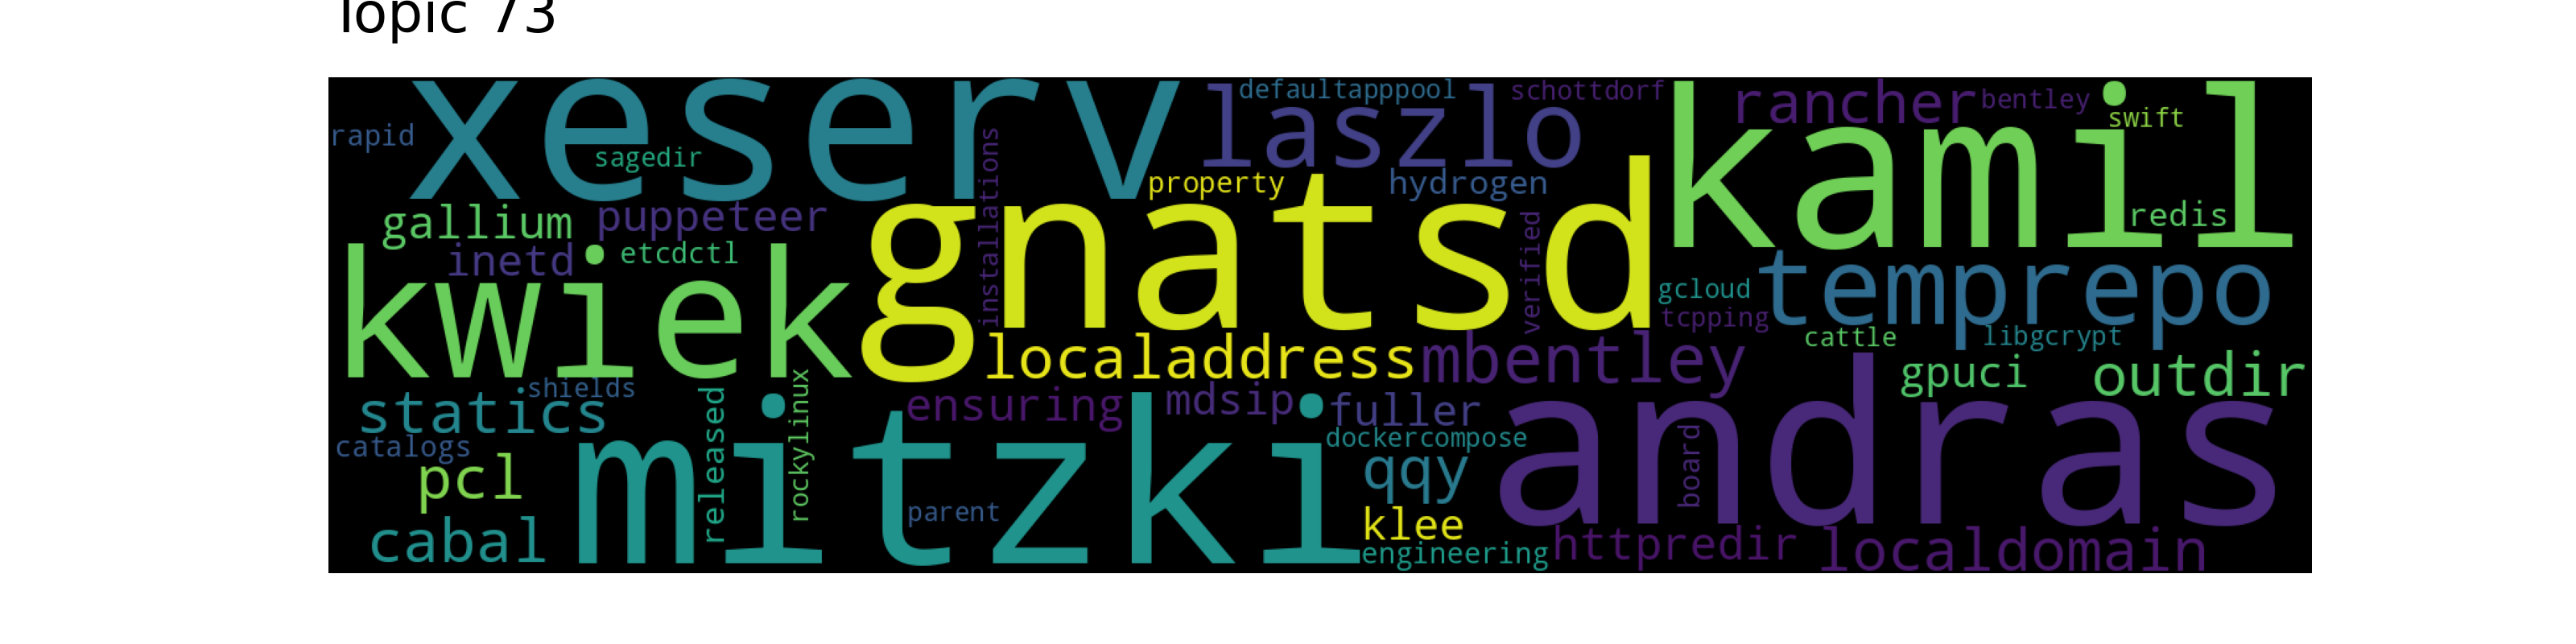 Topic 73
xeserv laszlo defaultapppool schottdorf kamil rancher bentley swift
rapid sagedir installations property hydrogen redis
gallium puppeteer gnatsd verified
inetd etcdctl kwiek gcloud temprepo
tcpping cattle libgcrypt
localaddress mbentley gpuci outdir
shields statics released rockylinux ensuring mdsip fuller andras
catalogs mitzki dockercompose board
pcl qqy
parent klee
cabal engineering httpredir localdomain